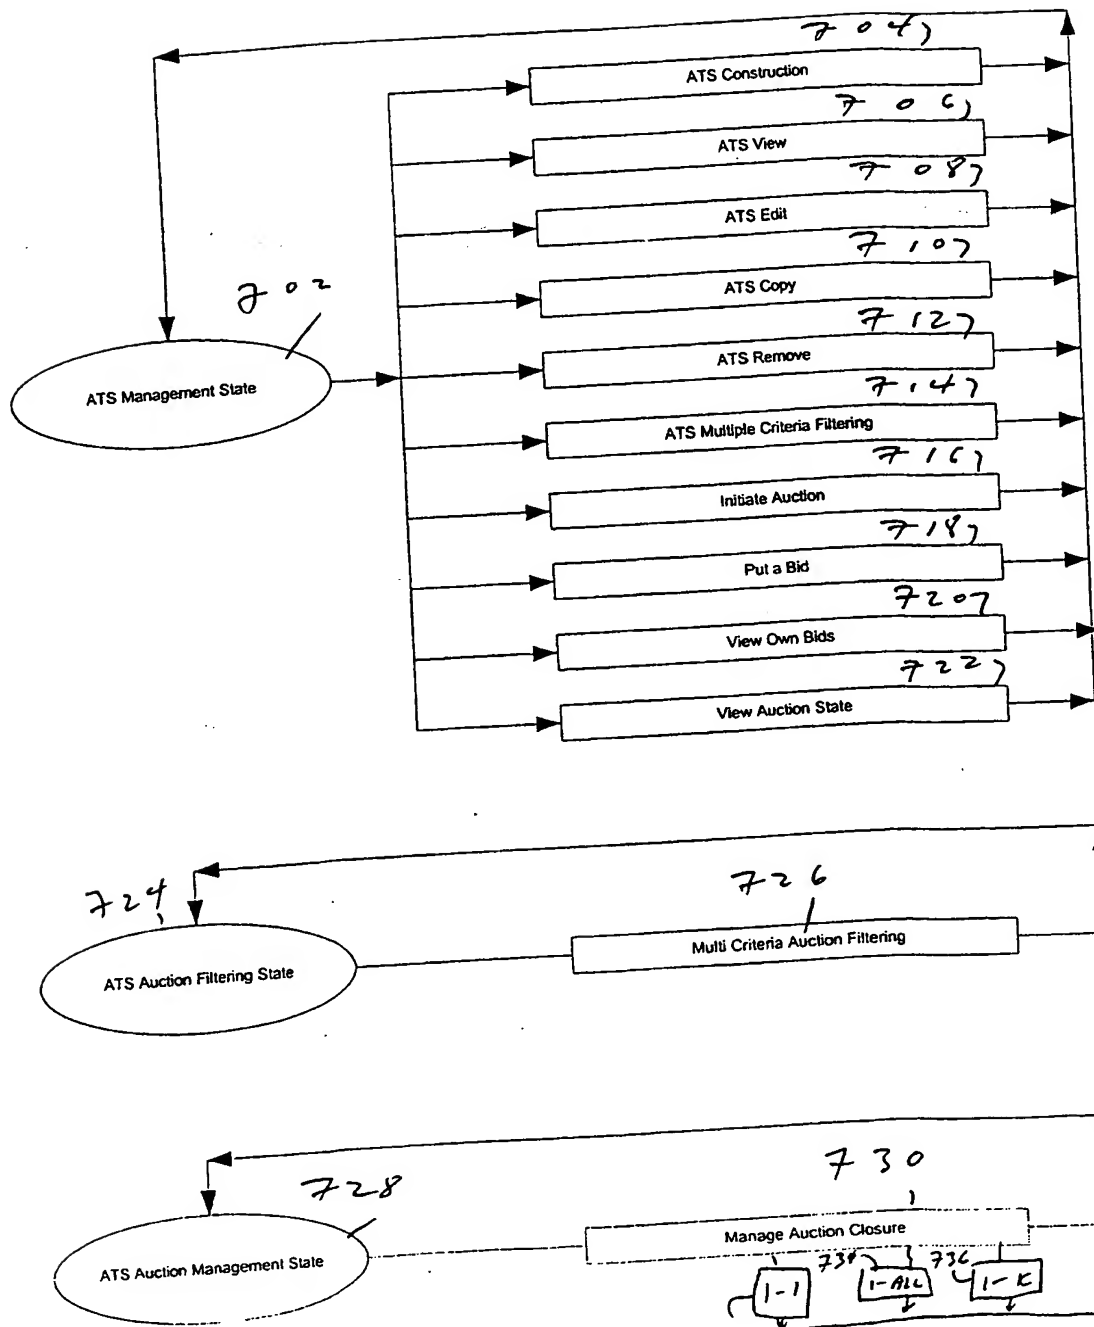 704
ATS Construction
706
ATS View
708
ATS Edit
710
ATS Copy
702
712
ATS Remove
ATS Management State
714
ATS Multiple Criteria Filtering
716
Initiate Auction
718
Put a Bid
720
View Own Bids
722
View Auction State
724
726
Multi Criteria Auction Filtering
ATS Auction Filtering State
730
728
Manage Auction Closure
ATS Auction Management State
734
736
1-1
1-ALL
1-K